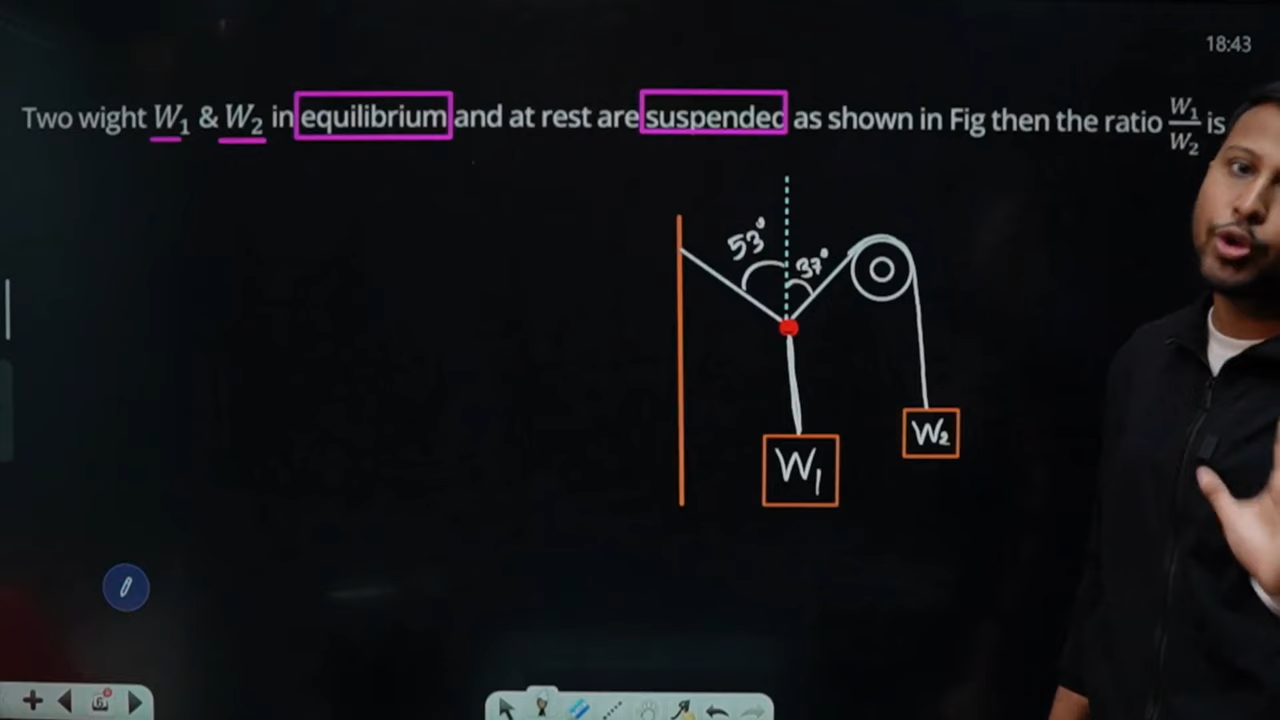 18:43
Two wight W₁ & W₂ in equilibrium and at rest are suspended as shown in Fig then the ratio W₁/W₂ is
53° 37°
W₂
W₁